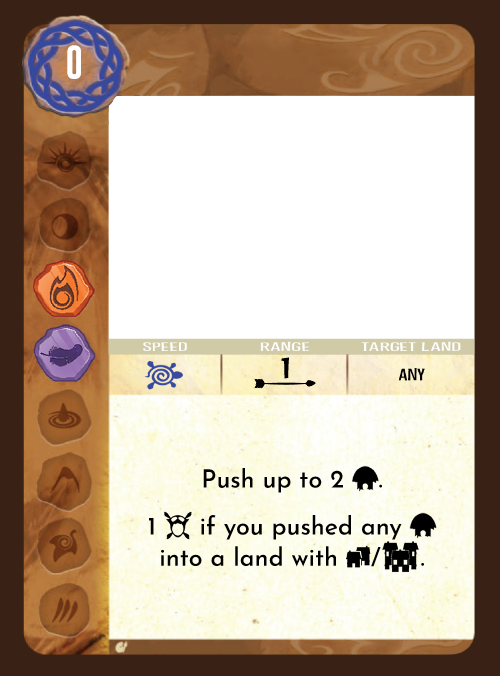 0
SPEED RANGE TARGET LAND
1 ANY
Push up to 2 .
1 if you pushed any
into a land with / .